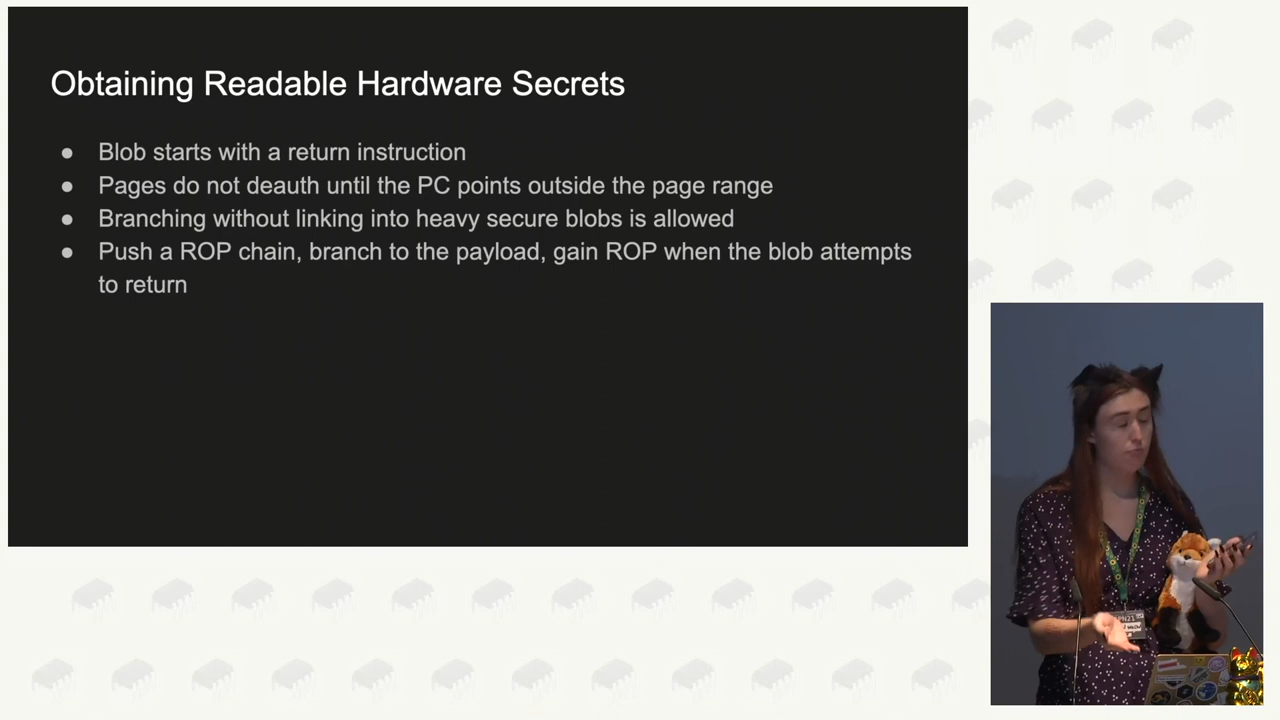 Obtaining Readable Hardware Secrets
● Blob starts with a return instruction
● Pages do not deauth until the PC points outside the page range
● Branching without linking into heavy secure blobs is allowed
● Push a ROP chain, branch to the payload, gain ROP when the blob attempts
to return